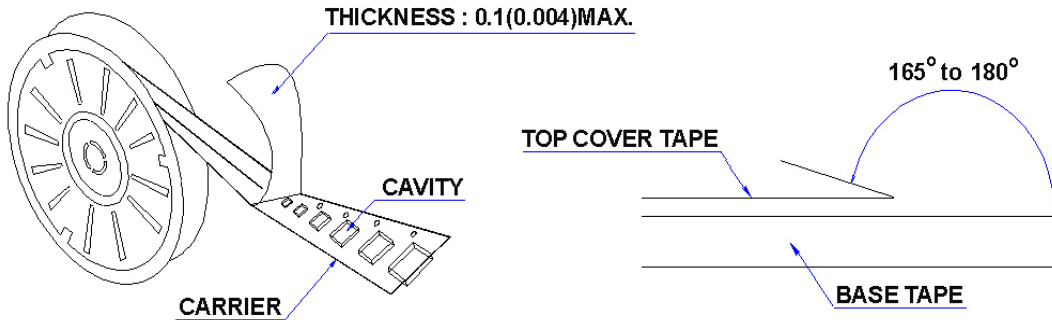 THICKNESS : 0.1(0.004)MAX.
CAVITY
CARRIER
165° to 180°
TOP COVER TAPE
BASE TAPE